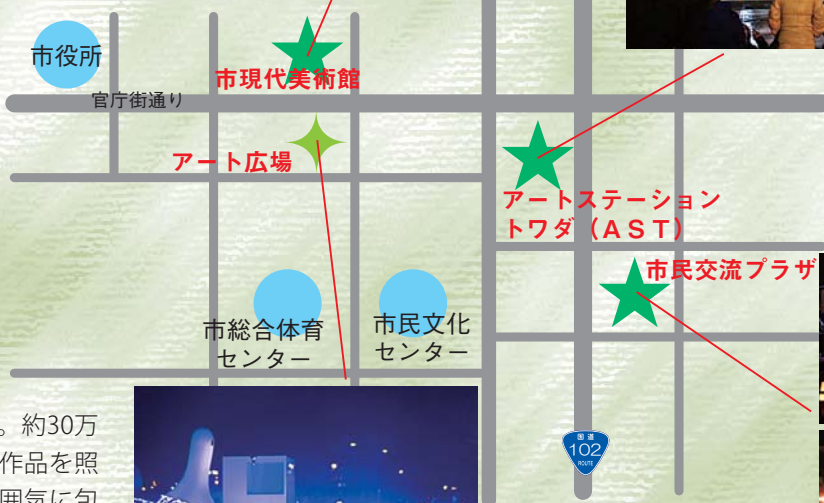 市役所
市現代美術館
官庁街通り
アート広場
アートステーション
トワダ（ＡＳＴ）
市民交流プラザ
市総合体育
センター
市民文化
センター
国道
102
ROUTE
。約30万
作品を照
囲気に包